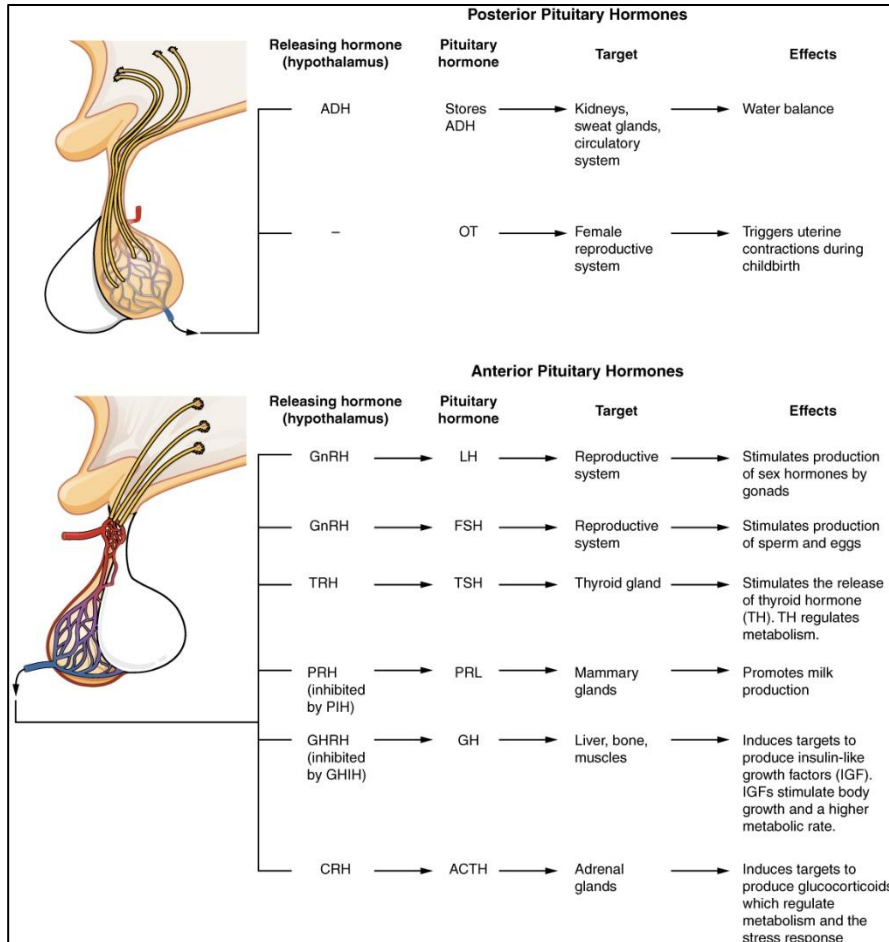 Posterior Pituitary Hormones
Releasing hormone
(hypothalamus)
Pituitary
hormone
Target
Effects
ADH
Stores
ADH
Kidneys,
sweat glands,
circulatory
system
Water balance
–
OT
Female
reproductive
system
Triggers uterine
contractions during
childbirth
Anterior Pituitary Hormones
Releasing hormone
(hypothalamus)
Pituitary
hormone
Target
Effects
GnRH
LH
Reproductive
system
Stimulates production
of sex hormones by
gonads
GnRH
FSH
Reproductive
system
Stimulates production
of sperm and eggs
TRH
TSH
Thyroid gland
Stimulates the release
of thyroid hormone
(TH). TH regulates
metabolism.
PRH
(inhibited
by PIH)
PRL
Mammary
glands
Promotes milk
production
GHRH
(inhibited
by GHIH)
GH
Liver, bone,
muscles
Induces targets to
produce insulin-like
growth factors (IGF).
IGFs stimulate body
growth and a higher
metabolic rate.
CRH
ACTH
Adrenal
glands
Induces targets to
produce glucocorticoids
which regulate
metabolism and the
stress response